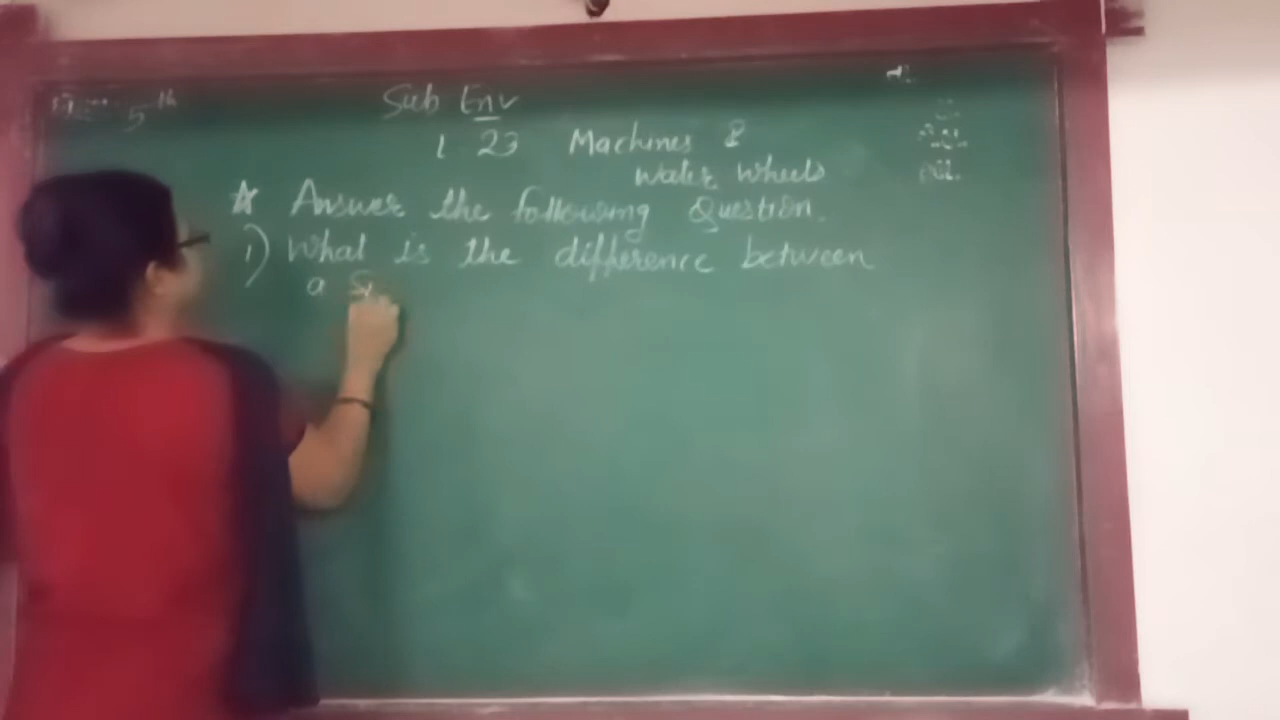 5th
Sub Env
L 23 Machines &
water wheels
☆ Answer the following Question.
1) What is the difference between
a